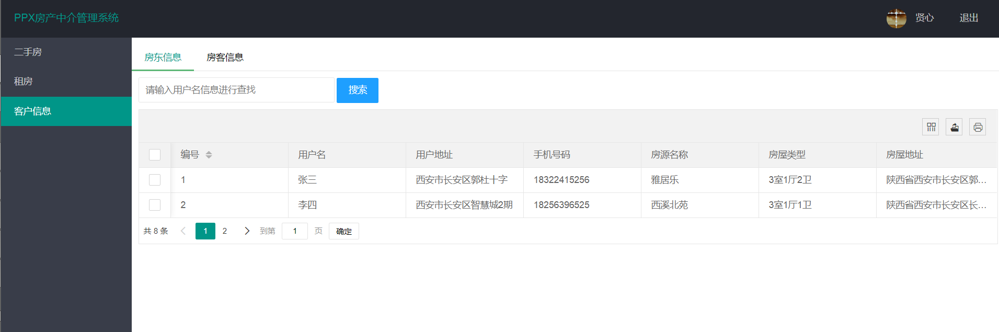 PPX房产中介管理系统 贤心 退出
二手房
租房
客户信息
房东信息 房客信息
请输入用户名信息进行查找 搜索
编号 用户名 用户地址 手机号码 房源名称 房屋类型 房屋地址
1 张三 西安市长安区郭杜十字 18322415256 雅居乐 3室1厅2卫 陕西省西安市长安区郭...
2 李四 西安市长安区智慧城2期 18256396525 西溪北苑 3室1厅1卫 陕西省西安市长安区长...
共 8 条 1 2 到第 1 页 确定